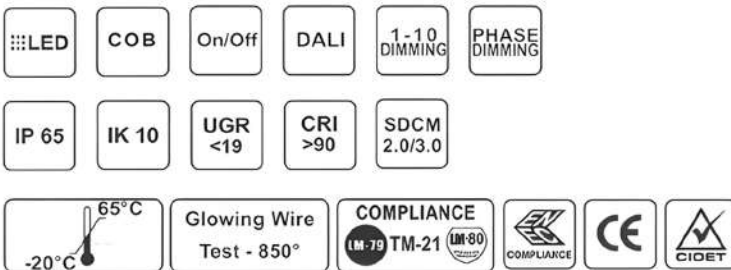 LED
COB
On/Off
DALI
1-10
DIMMING
PHASE
DIMMING
IP 65
IK 10
UGR
<19
CRI
>90
SDCM
2.0/3.0
65°C
-20°C
Glowing Wire
Test - 850°
COMPLIANCE
LM-79 TM-21 LM-80
ENEC
COMPLIANCE
CE
CIOET